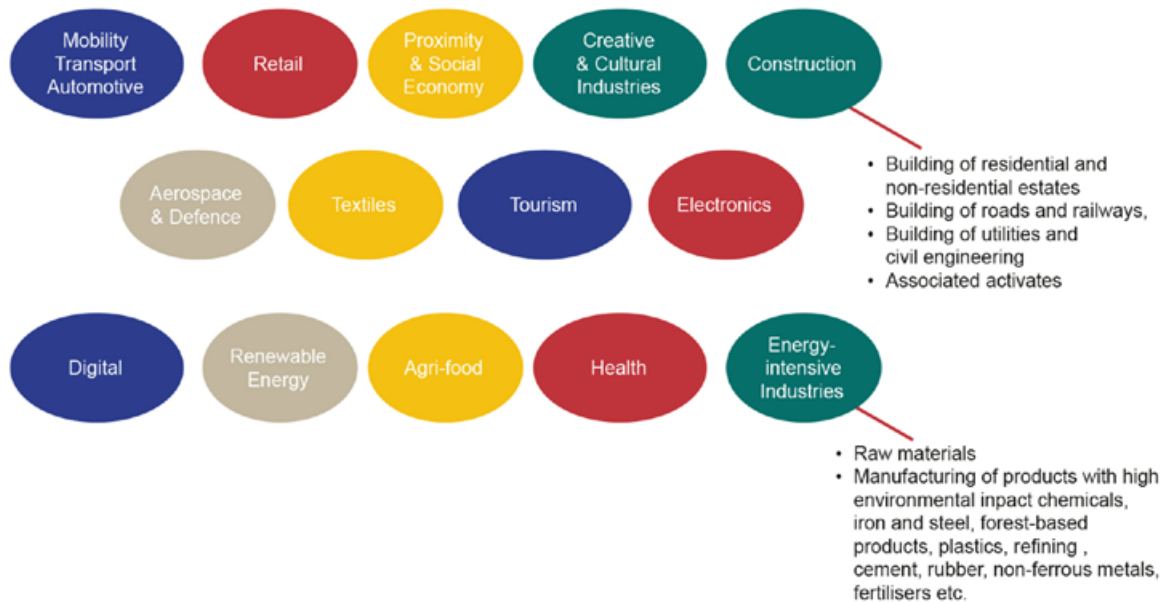 Mobility
Transport
Automotive
Retail
Proximity
& Social
Economy
Creative
& Cultural
Industries
Construction
• Building of residential and
non-residential estates
• Building of roads and railways,
• Building of utilities and
civil engineering
• Associated activates
Aerospace
& Defence
Textiles
Tourism
Electronics
Digital
Renewable
Energy
Agri-food
Health
Energy-
intensive
Industries
• Raw materials
• Manufacturing of products with high
environmental inpact chemicals,
iron and steel, forest-based
products, plastics, refining ,
cement, rubber, non-ferrous metals,
fertilisers etc.